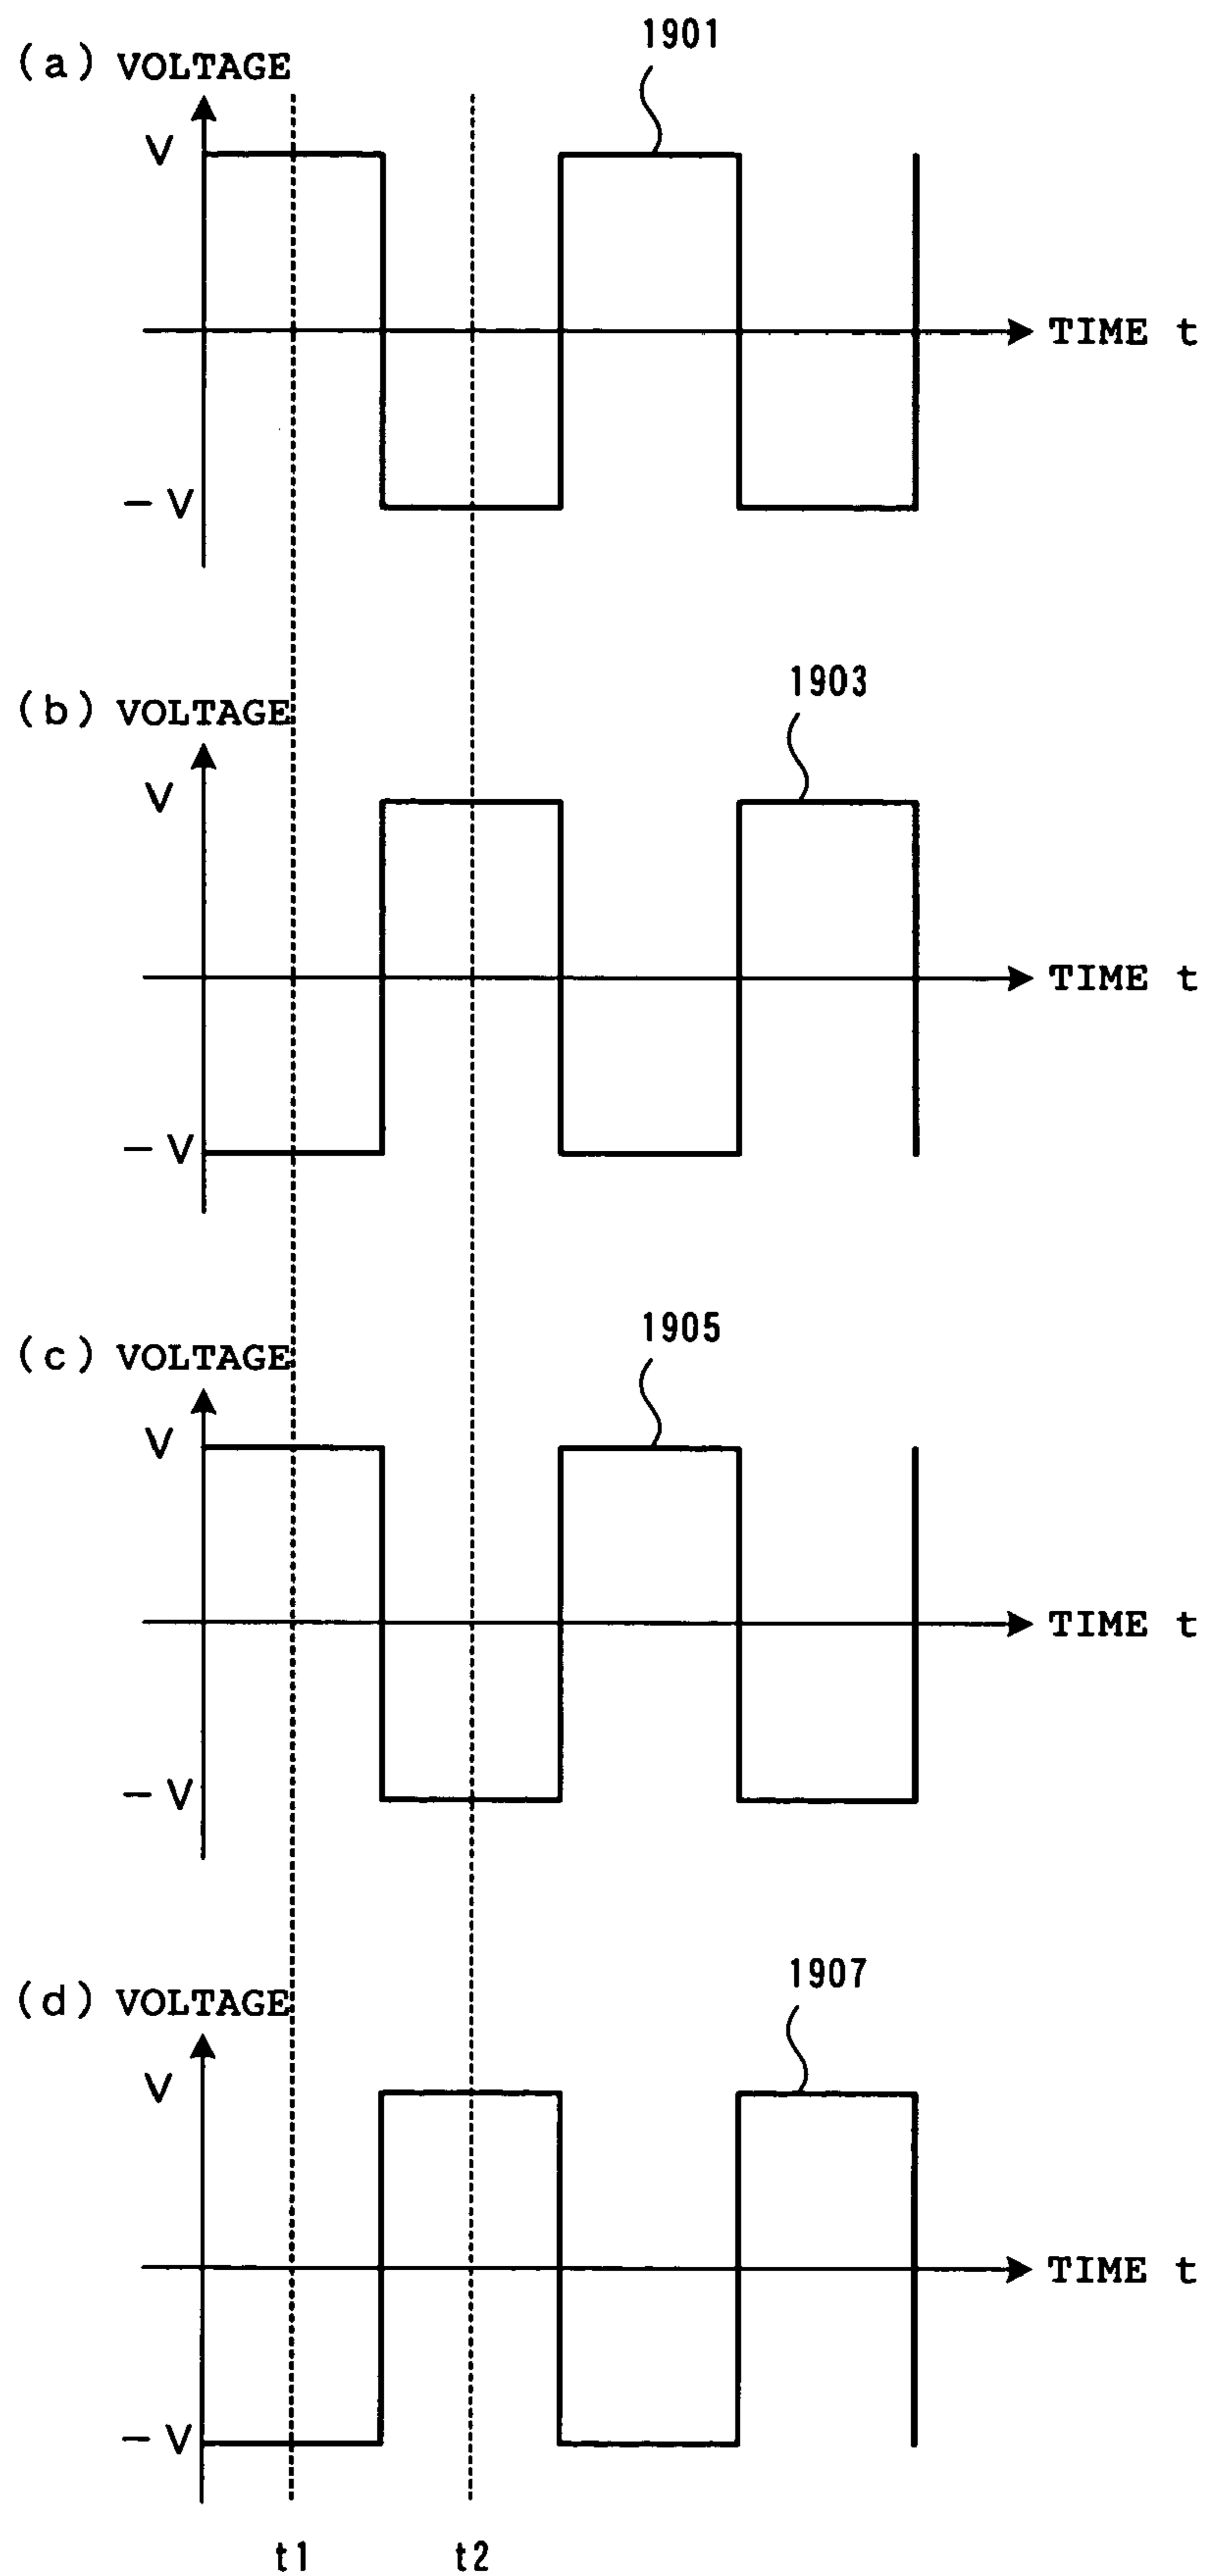 1901
(a) VOLTAGE
V
TIME t
-V
1903
(b) VOLTAGE
V
TIME t
-V
1905
(c) VOLTAGE
V
TIME t
-V
1907
(d) VOLTAGE
V
TIME t
-V
t1 t2